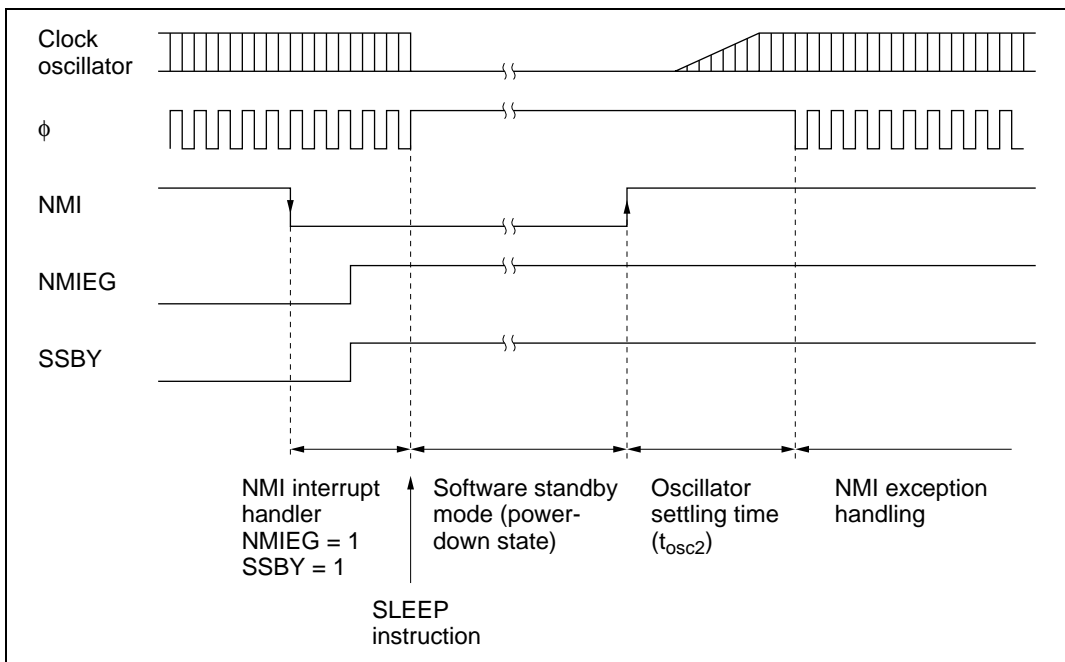 Clock
oscillator
φ
NMI
NMIEG
SSBY
NMI interrupt
handler
NMIEG = 1
SSBY = 1
Software standby
mode (power-
down state)
Oscillator
settling time
(tosc2)
NMI exception
handling
SLEEP
instruction